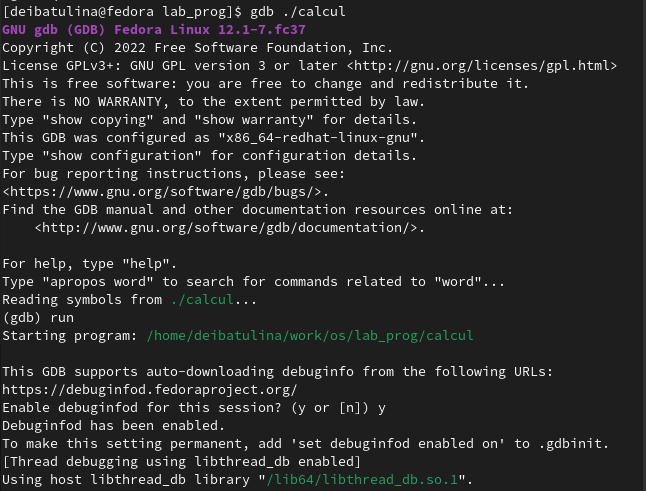 [deibatulina@fedora lab_prog]$ gdb ./calcul
GNU gdb (GDB) Fedora Linux 12.1-7.fc37
Copyright (C) 2022 Free Software Foundation, Inc.
License GPLv3+: GNU GPL version 3 or later <http://gnu.org/licenses/gpl.html>
This is free software: you are free to change and redistribute it.
There is NO WARRANTY, to the extent permitted by law.
Type "show copying" and "show warranty" for details.
This GDB was configured as "x86_64-redhat-linux-gnu".
Type "show configuration" for configuration details.
For bug reporting instructions, please see:
<https://www.gnu.org/software/gdb/bugs/>.
Find the GDB manual and other documentation resources online at:
    <http://www.gnu.org/software/gdb/documentation/>.

For help, type "help".
Type "apropos word" to search for commands related to "word"...
Reading symbols from ./calcul...
(gdb) run
Starting program: /home/deibatulina/work/os/lab_prog/calcul

This GDB supports auto-downloading debuginfo from the following URLs:
https://debuginfod.fedoraproject.org/
Enable debuginfod for this session? (y or [n]) y
Debuginfod has been enabled.
To make this setting permanent, add 'set debuginfod enabled on' to .gdbinit.
[Thread debugging using libthread_db enabled]
Using host libthread_db library "/lib64/libthread_db.so.1".